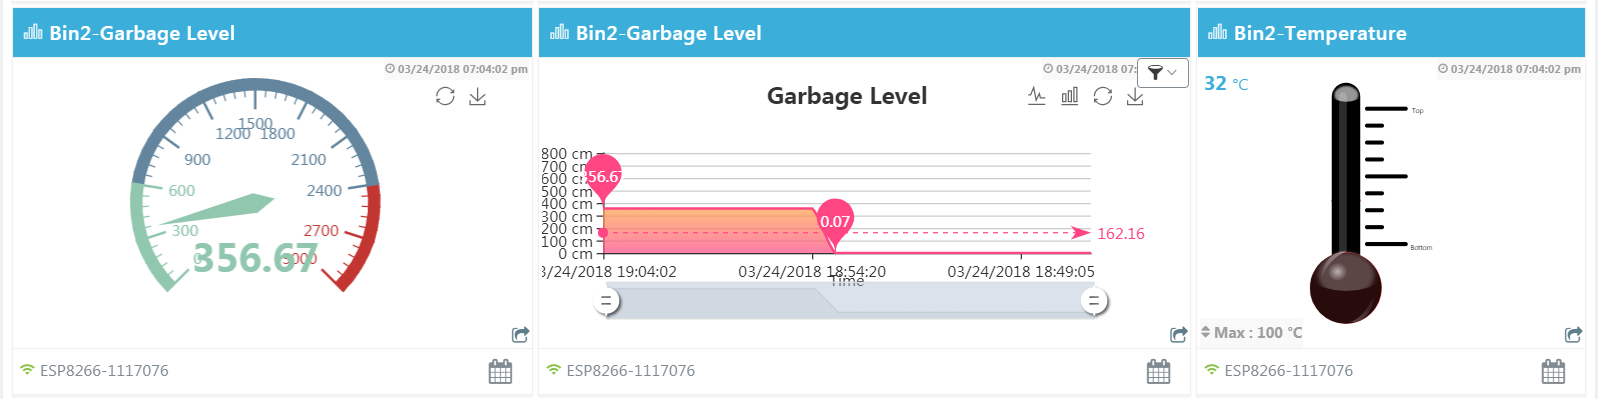 Bin2-Garbage Level
03/24/2018 07:04:02 pm
1500
1200
1800
900
2100
600
2400
300
2700
0
3000
356.67
ESP8266-1117076
Bin2-Garbage Level
03/24/2018 07:
Garbage Level
800 cm
700 cm
600 cm
500 cm
400 cm
300 cm
200 cm
100 cm
0 cm
56.6
0.07
162.16
3/24/2018 19:04:02
03/24/2018 18:54:20
03/24/2018 18:49:05
Time
ESP8266-1117076
Bin2-Temperature
03/24/2018 07:04:02 pm
32 °C
Top
Bottom
Max : 100 °C
ESP8266-1117076